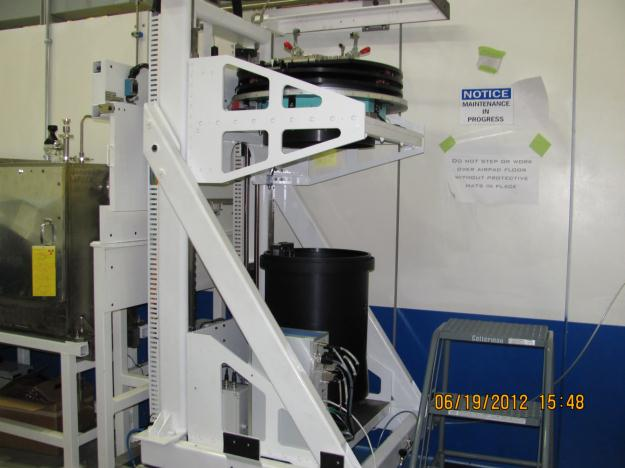 NOTICE
MAINTENANCE
IN
PROGRESS
DO NOT STEP OR WORK
OVER AIRPAD FLOOR
WITHOUT PROTECTIVE
MATS IN PLACE
Cotterman
06/19/2012 15:48